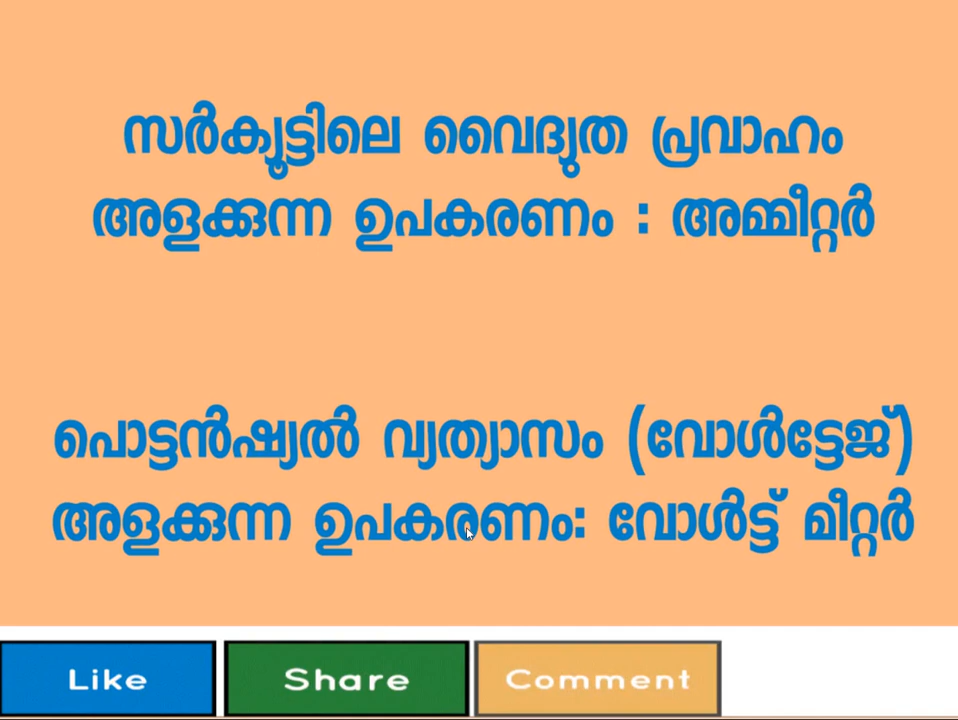 സർക്യൂട്ടിലെ വൈദ്യുത പ്രവാഹം
അളക്കുന്ന ഉപകരണം : അമ്മീറ്റർ
പൊട്ടൻഷ്യൽ വ്യത്യാസം (വോൾട്ടേജ്)
അളക്കുന്ന ഉപകരണം: വോൾട്ട് മീറ്റർ
Like Share Comment